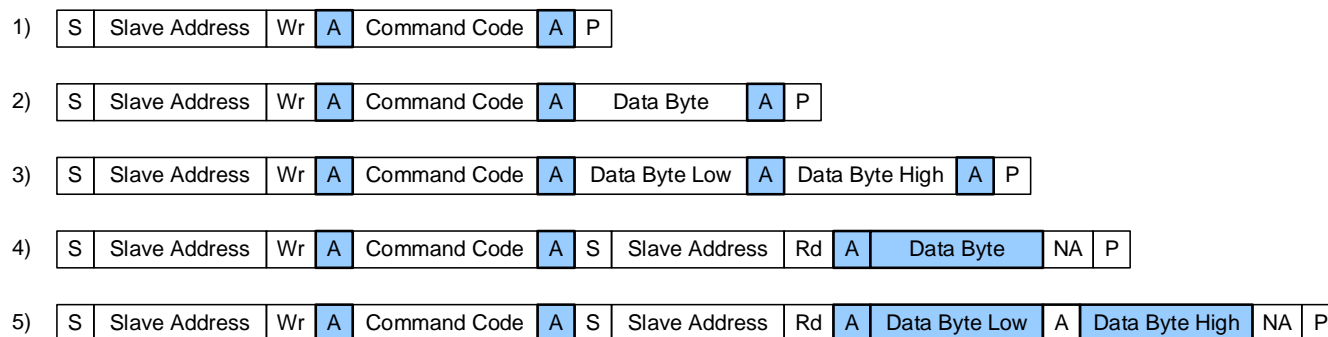 1) S Slave Address Wr A Command Code A P
2) S Slave Address Wr A Command Code A Data Byte A P
3) S Slave Address Wr A Command Code A Data Byte Low A Data Byte High A P
4) S Slave Address Wr A Command Code A S Slave Address Rd A Data Byte NA P
5) S Slave Address Wr A Command Code A S Slave Address Rd A Data Byte Low A Data Byte High NA P